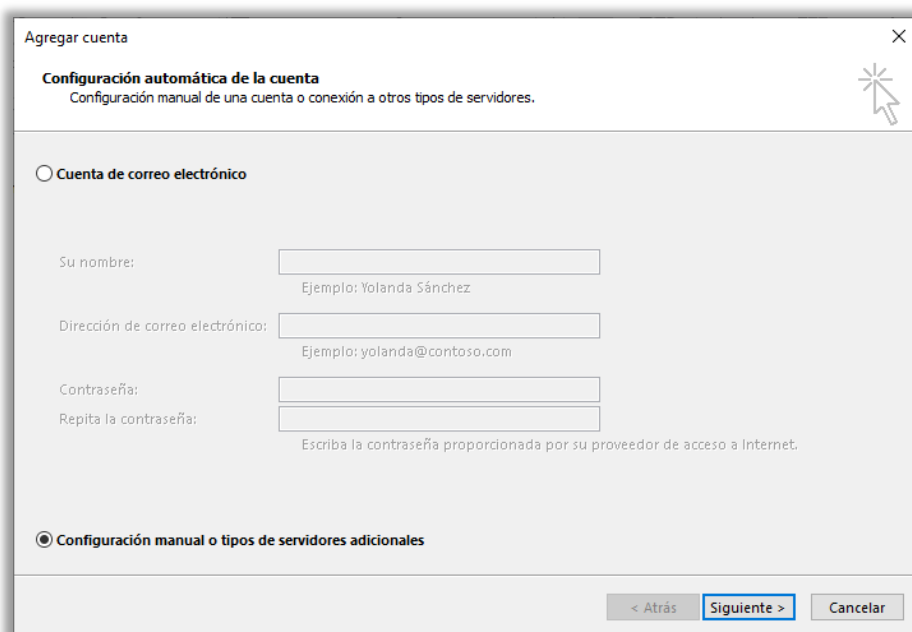 Agregar cuenta
Configuración automática de la cuenta
Configuración manual de una cuenta o conexión a otros tipos de servidores.
Cuenta de correo electrónico
Su nombre:
Ejemplo: Yolanda Sánchez
Dirección de correo electrónico:
Ejemplo: yolanda@contoso.com
Contraseña:
Repita la contraseña:
Escriba la contraseña proporcionada por su proveedor de acceso a Internet.
Configuración manual o tipos de servidores adicionales
< Atrás Siguiente > Cancelar